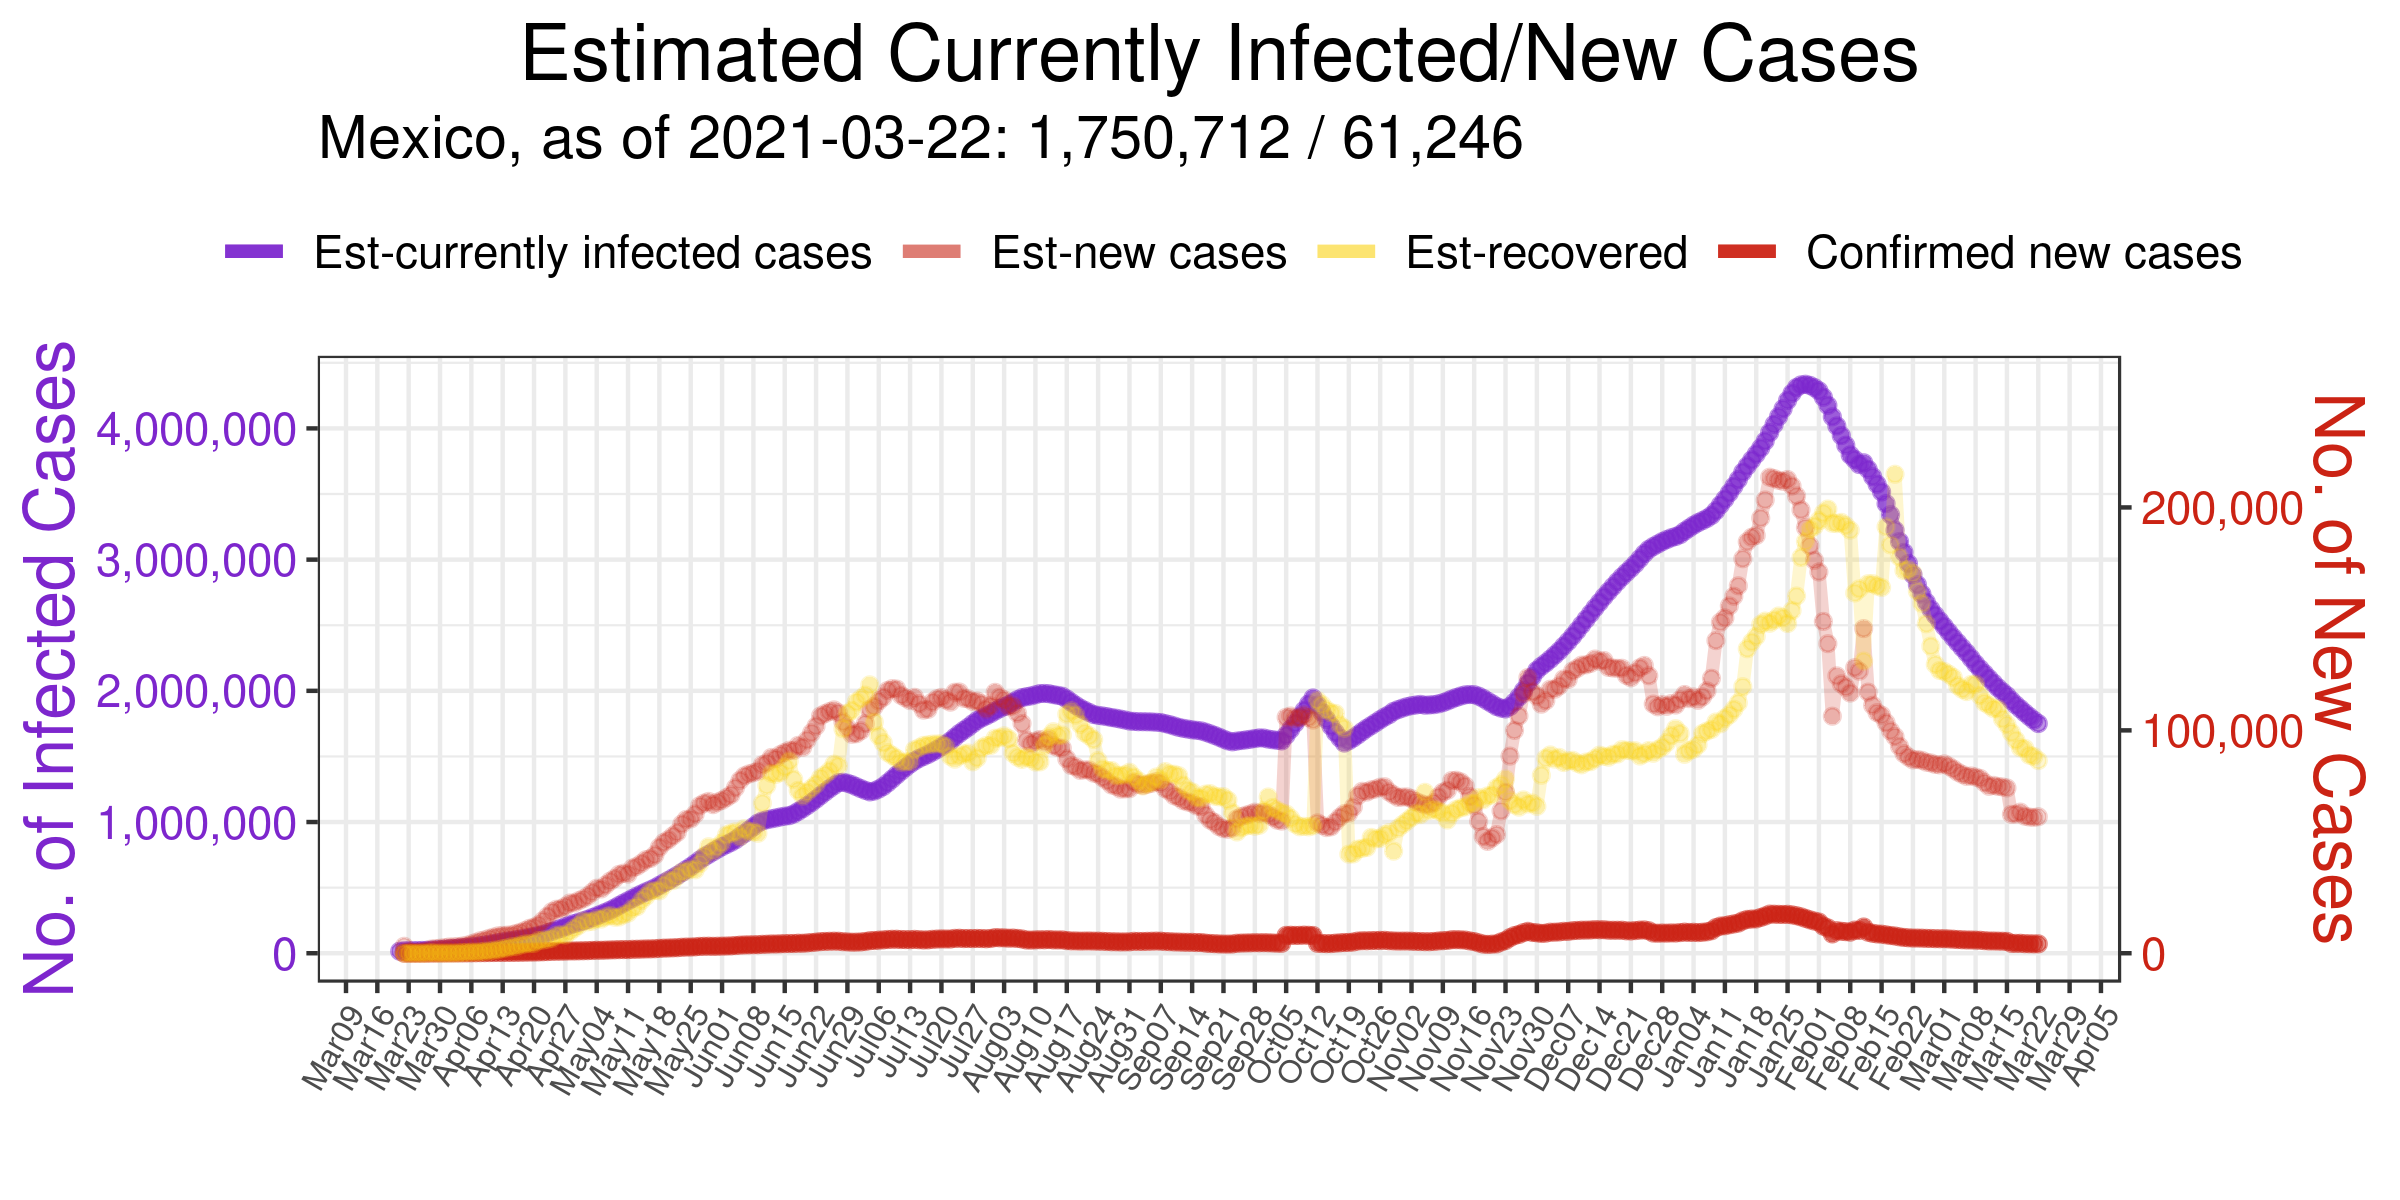 Estimated Currently Infected/New Cases
Mexico, as of 2021-03-22: 1,750,712 / 61,246
Est-currently infected cases Est-new cases Est-recovered Confirmed new cases
No. of Infected Cases
4,000,000
3,000,000
2,000,000
1,000,000
0
200,000
100,000
0
No. of New Cases
Mar09 Mar16 Mar23 Mar30 Apr06 Apr13 Apr20 Apr27 May04 May11 May18 May25 Jun01 Jun08 Jun15 Jun22 Jun29 Jul06 Jul13 Jul20 Jul27 Aug03 Aug10 Aug17 Aug24 Aug31 Sep07 Sep14 Sep21 Sep28 Oct05 Oct12 Oct19 Oct26 Nov02 Nov09 Nov16 Nov23 Nov30 Dec07 Dec14 Dec21 Dec28 Jan04 Jan11 Jan18 Jan25 Feb01 Feb08 Feb15 Feb22 Mar01 Mar08 Mar15 Mar22 Mar29 Apr05